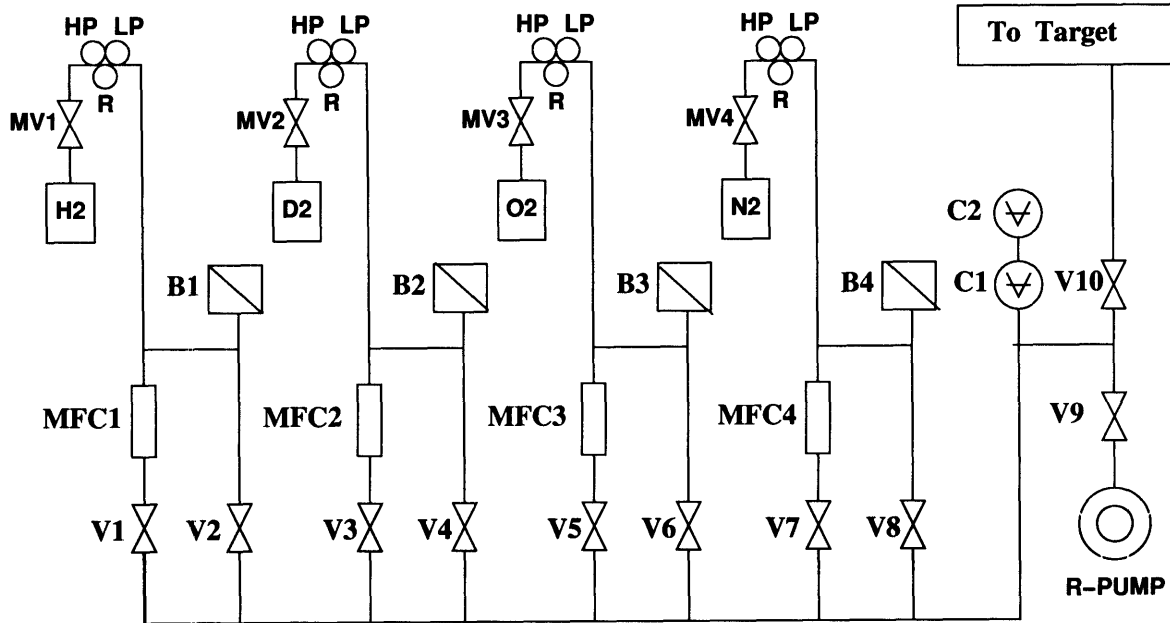 HP LP
HP LP
HP LP
HP LP
To Target
R
R
R
R
MV1
MV2
MV3
MV4
H2
D2
O2
N2
C2
B1
B2
B3
B4
C1
V10
MFC1
MFC2
MFC3
MFC4
V9
V1
V2
V3
V4
V5
V6
V7
V8
R-PUMP